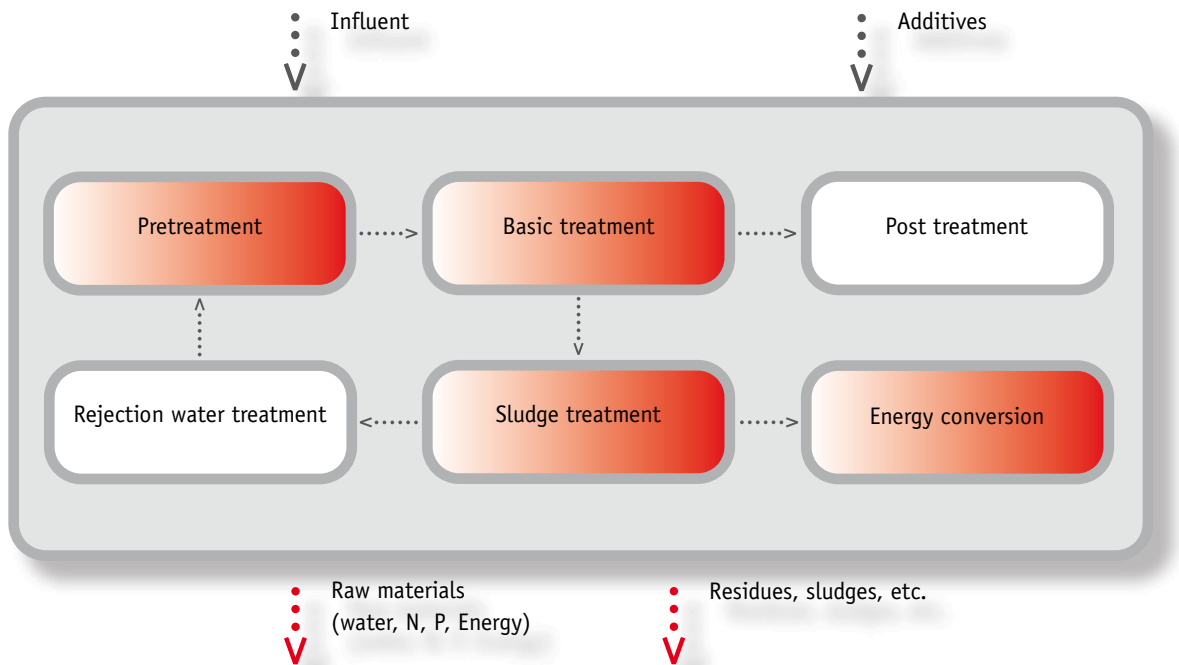 Influent
Additives
Pretreatment
Basic treatment
Post treatment
Rejection water treatment
Sludge treatment
Energy conversion
Raw materials
(water, N, P, Energy)
Residues, sludges, etc.